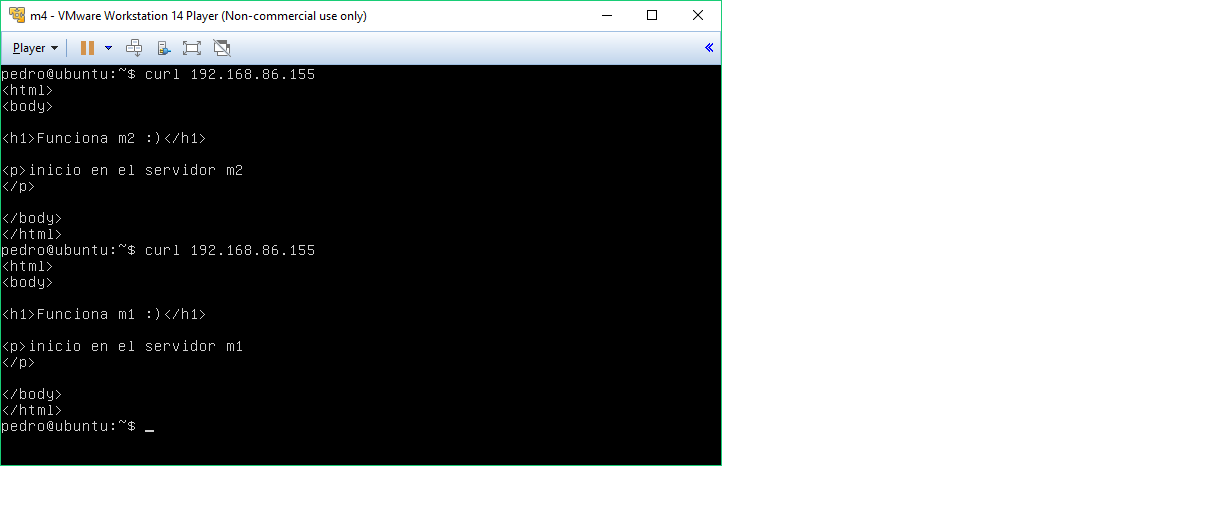 m4 - VMware Workstation 14 Player (Non-commercial use only)
Player
pedro@ubuntu:~$ curl 192.168.86.155
<html>
<body>
<h1>Funciona m2 :)</h1>
<p>inicio en el servidor m2
</p>
</body>
</html>
pedro@ubuntu:~$ curl 192.168.86.155
<html>
<body>
<h1>Funciona m1 :)</h1>
<p>inicio en el servidor m1
</p>
</body>
</html>
pedro@ubuntu:~$ _